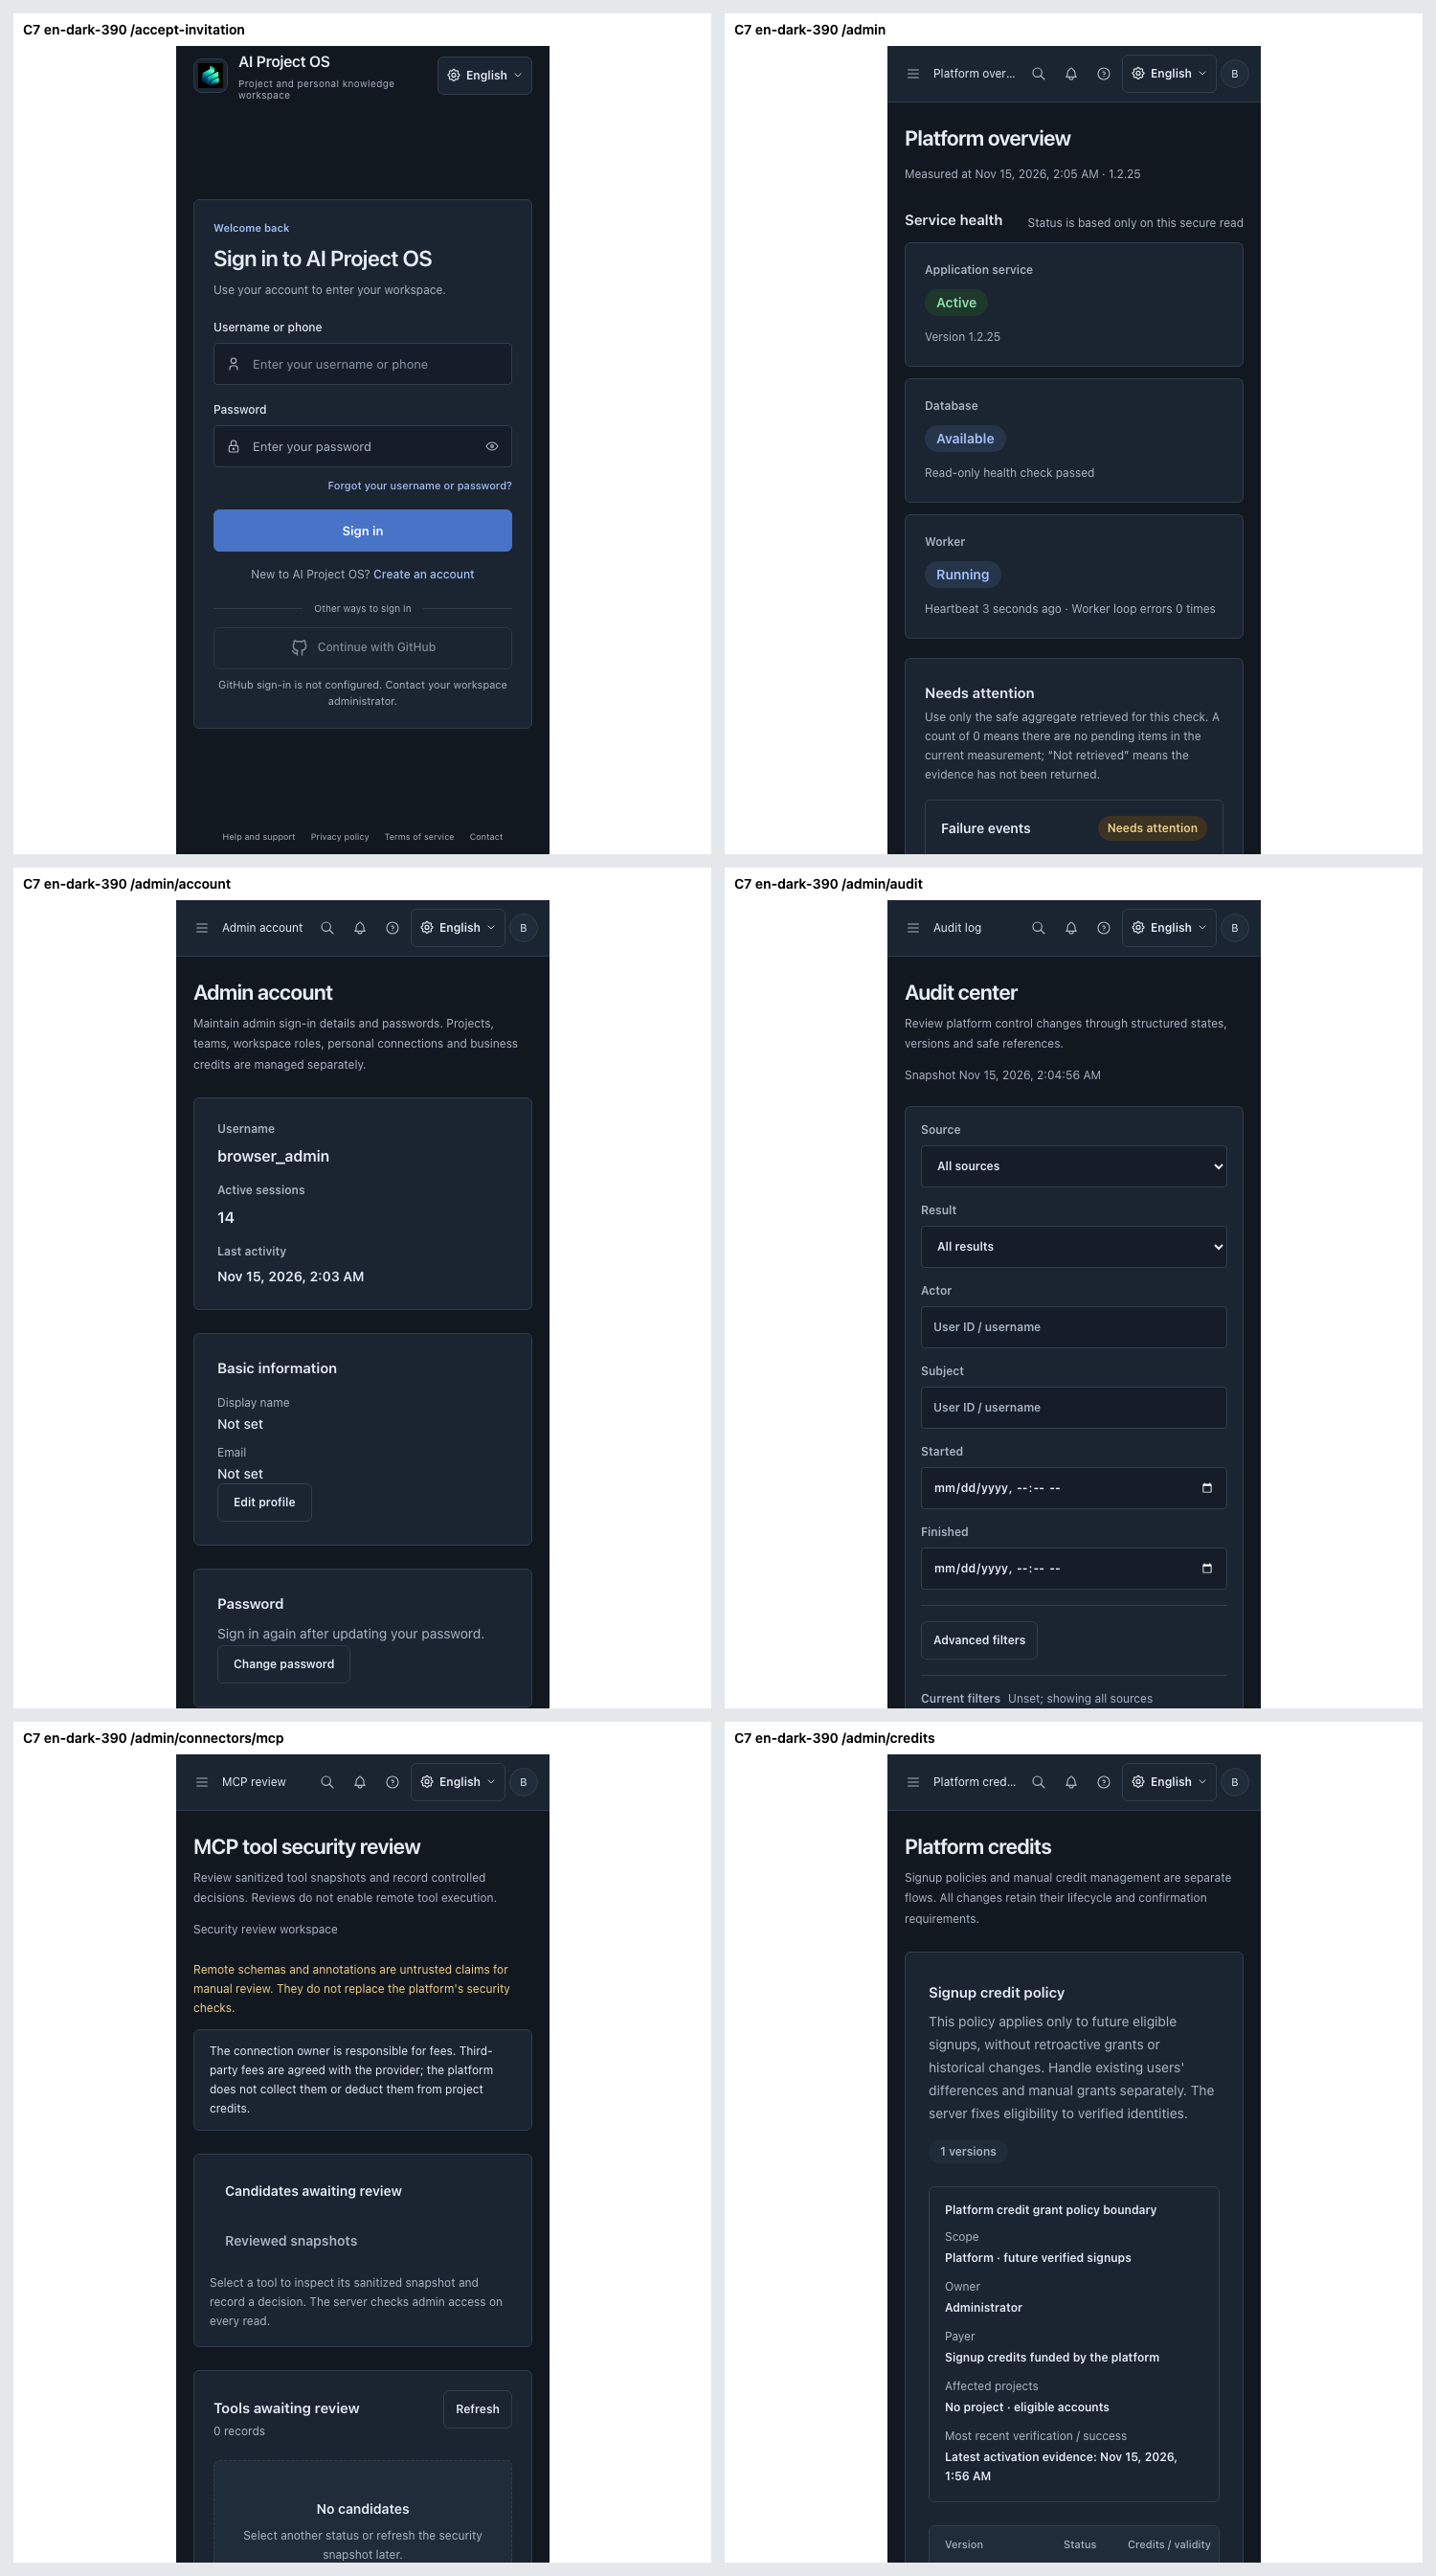 C7 en-dark-390 /accept-invitation
AI Project OS
Project and personal knowledge
workspace
English
Welcome back
Sign in to AI Project OS
Use your account to enter your workspace.
Username or phone
Enter your username or phone
Password
Enter your password
Forgot your username or password?
Sign in
New to AI Project OS? Create an account
Other ways to sign in
Continue with GitHub
GitHub sign-in is not configured. Contact your workspace
administrator.
Help and support Privacy policy Terms of service Contact
C7 en-dark-390 /admin
Platform over... English B
Platform overview
Measured at Nov 15, 2026, 2:05 AM · 1.2.25
Service health Status is based only on this secure read
Application service
Active
Version 1.2.25
Database
Available
Read-only health check passed
Worker
Running
Heartbeat 3 seconds ago · Worker loop errors 0 times
Needs attention
Use only the safe aggregate retrieved for this check. A
count of 0 means there are no pending items in the
current measurement; “Not retrieved” means the
evidence has not been returned.
Failure events Needs attention
C7 en-dark-390 /admin/account
Admin account English B
Admin account
Maintain admin sign-in details and passwords. Projects,
teams, workspace roles, personal connections and business
credits are managed separately.
Username
browser_admin
Active sessions
14
Last activity
Nov 15, 2026, 2:03 AM
Basic information
Display name
Not set
Email
Not set
Edit profile
Password
Sign in again after updating your password.
Change password
C7 en-dark-390 /admin/audit
Audit log English B
Audit center
Review platform control changes through structured states,
versions and safe references.
Snapshot Nov 15, 2026, 2:04:56 AM
Source
All sources
Result
All results
Actor
User ID / username
Subject
User ID / username
Started
mm/dd/yyyy, --:-- --
Finished
mm/dd/yyyy, --:-- --
Advanced filters
Current filters Unset; showing all sources
C7 en-dark-390 /admin/connectors/mcp
MCP review English B
MCP tool security review
Review sanitized tool snapshots and record controlled
decisions. Reviews do not enable remote tool execution.
Security review workspace
Remote schemas and annotations are untrusted claims for
manual review. They do not replace the platform's security
checks.
The connection owner is responsible for fees. Third-
party fees are agreed with the provider; the platform
does not collect them or deduct them from project
credits.
Candidates awaiting review
Reviewed snapshots
Select a tool to inspect its sanitized snapshot and
record a decision. The server checks admin access on
every read.
Tools awaiting review Refresh
0 records
No candidates
Select another status or refresh the security
snapshot later.
C7 en-dark-390 /admin/credits
Platform cred... English B
Platform credits
Signup policies and manual credit management are separate
flows. All changes retain their lifecycle and confirmation
requirements.
Signup credit policy
This policy applies only to future eligible
signups, without retroactive grants or
historical changes. Handle existing users'
differences and manual grants separately. The
server fixes eligibility to verified identities.
1 versions
Platform credit grant policy boundary
Scope
Platform · future verified signups
Owner
Administrator
Payer
Signup credits funded by the platform
Affected projects
No project · eligible accounts
Most recent verification / success
Latest activation evidence: Nov 15, 2026,
1:56 AM
Version Status Credits / validity